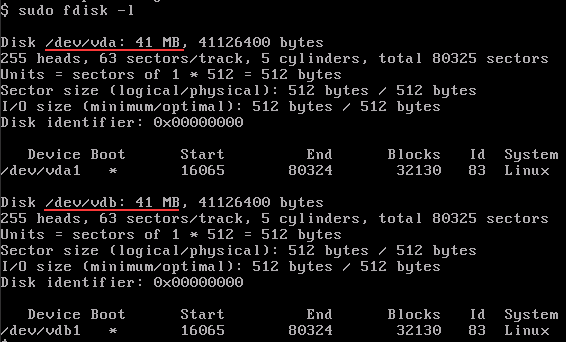 $ sudo fdisk -l
Disk /dev/vda: 41 MB, 41126400 bytes
255 heads, 63 sectors/track, 5 cylinders, total 80325 sectors
Units = sectors of 1 * 512 = 512 bytes
Sector size (logical/physical): 512 bytes / 512 bytes
I/O size (minimum/optimal): 512 bytes / 512 bytes
Disk identifier: 0x00000000
Device Boot Start End Blocks Id System
/dev/vda1 * 16065 80324 32130 83 Linux
Disk /dev/vdb: 41 MB, 41126400 bytes
255 heads, 63 sectors/track, 5 cylinders, total 80325 sectors
Units = sectors of 1 * 512 = 512 bytes
Sector size (logical/physical): 512 bytes / 512 bytes
I/O size (minimum/optimal): 512 bytes / 512 bytes
Disk identifier: 0x00000000
Device Boot Start End Blocks Id System
/dev/vdb1 * 16065 80324 32130 83 Linux